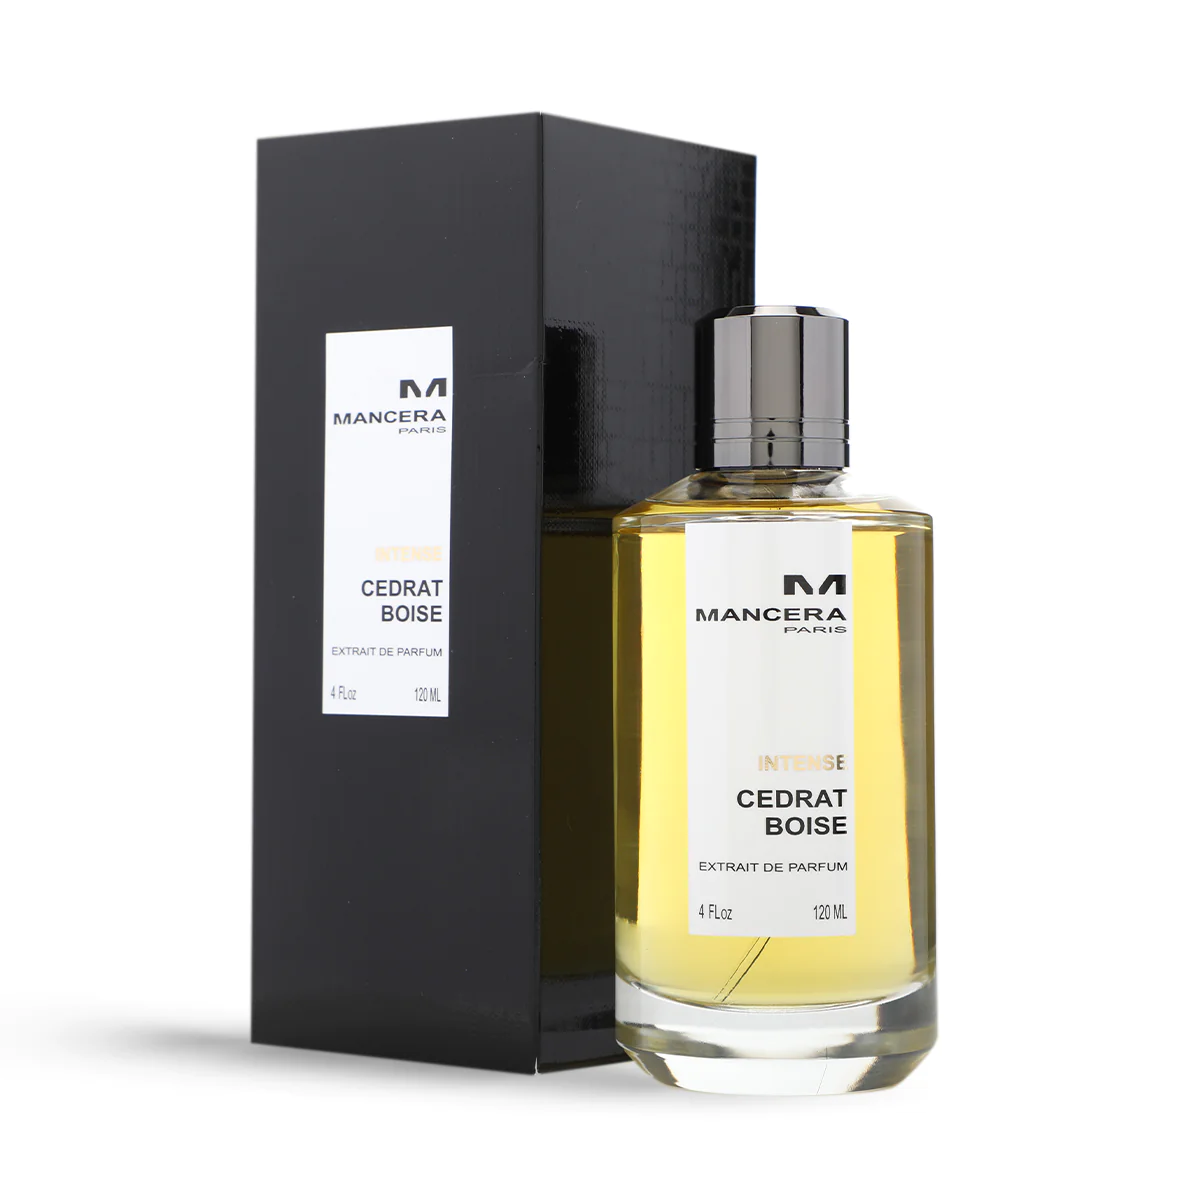 M
MANCERA
PARIS
INTENSE
CEDRAT
BOISE
EXTRAIT DE PARFUM
4 FLoz 120 ML
M
MANCERA
PARIS
INTENSE
CEDRAT
BOISE
EXTRAIT DE PARFUM
4 FLoz 120 ML